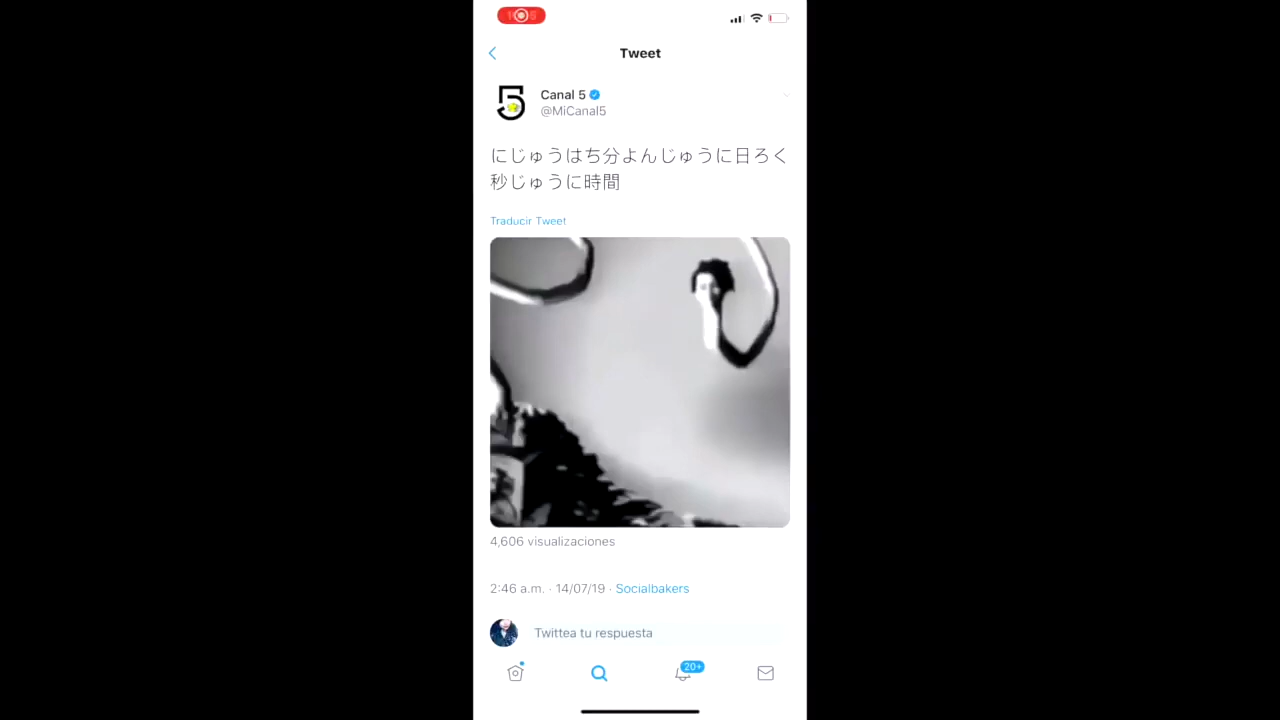 Tweet
Canal 5
@MiCanal5
にじゅうはち分よんじゅうに日ろく
秒じゅうに時間
Traducir Tweet
4,606 visualizaciones
2:46 a.m. · 14/07/19 · Socialbakers
Twittea tu respuesta
20+